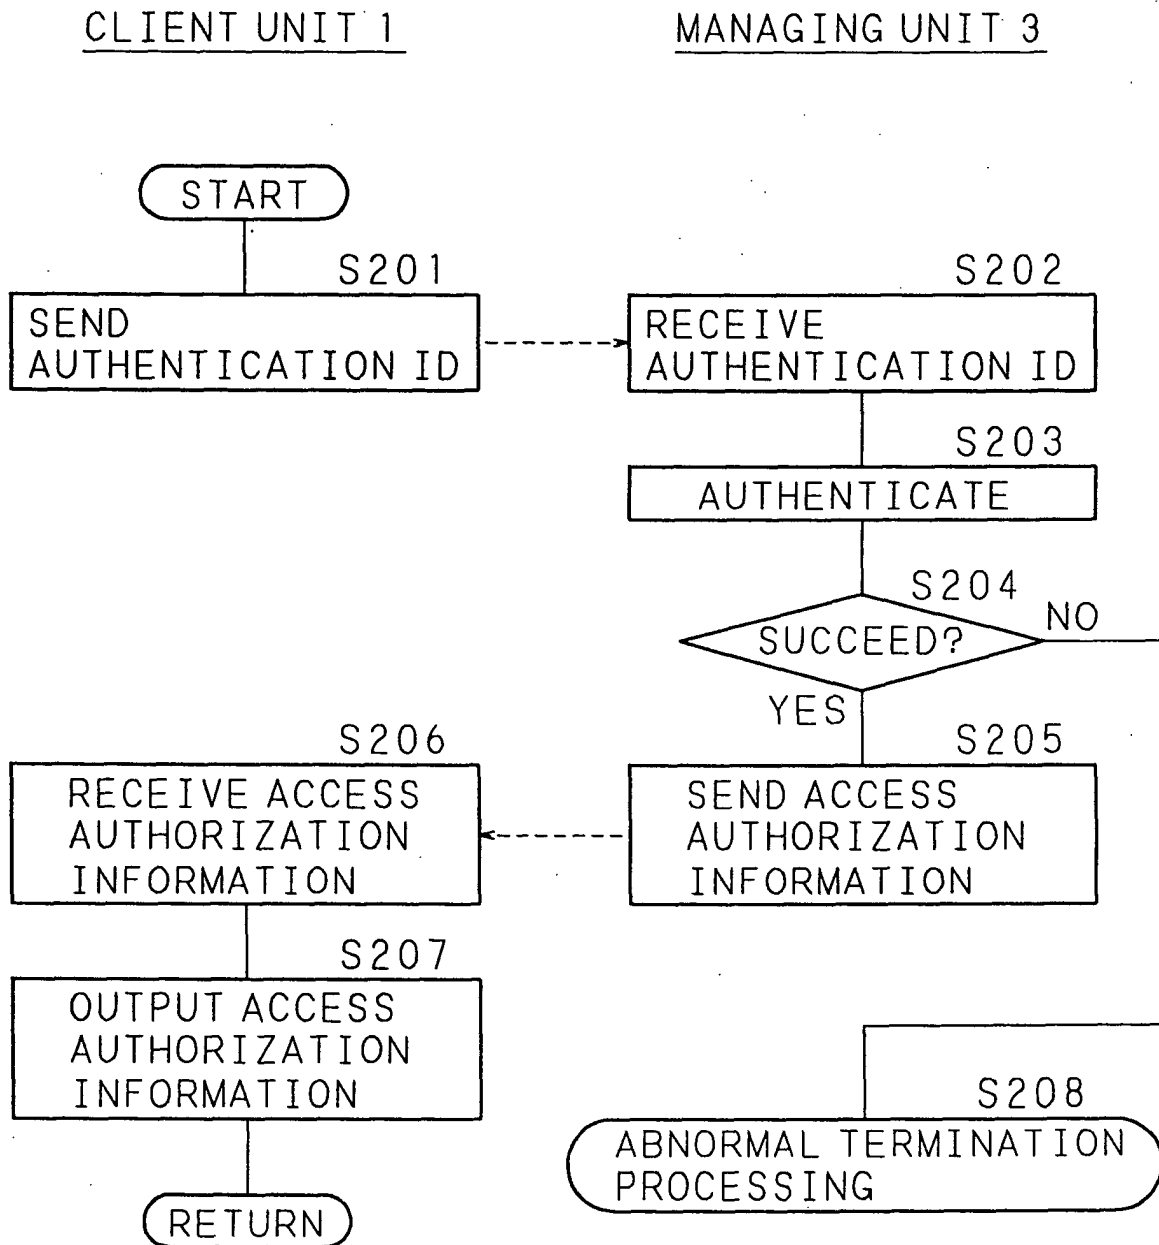 CLIENT UNIT 1
MANAGING UNIT 3
START
S201
SEND
AUTHENTICATION ID
S202
RECEIVE
AUTHENTICATION ID
S203
AUTHENTICATE
S204
SUCCEED?
NO
YES
S205
SEND ACCESS
AUTHORIZATION
INFORMATION
S206
RECEIVE ACCESS
AUTHORIZATION
INFORMATION
S207
OUTPUT ACCESS
AUTHORIZATION
INFORMATION
S208
ABNORMAL TERMINATION
PROCESSING
RETURN